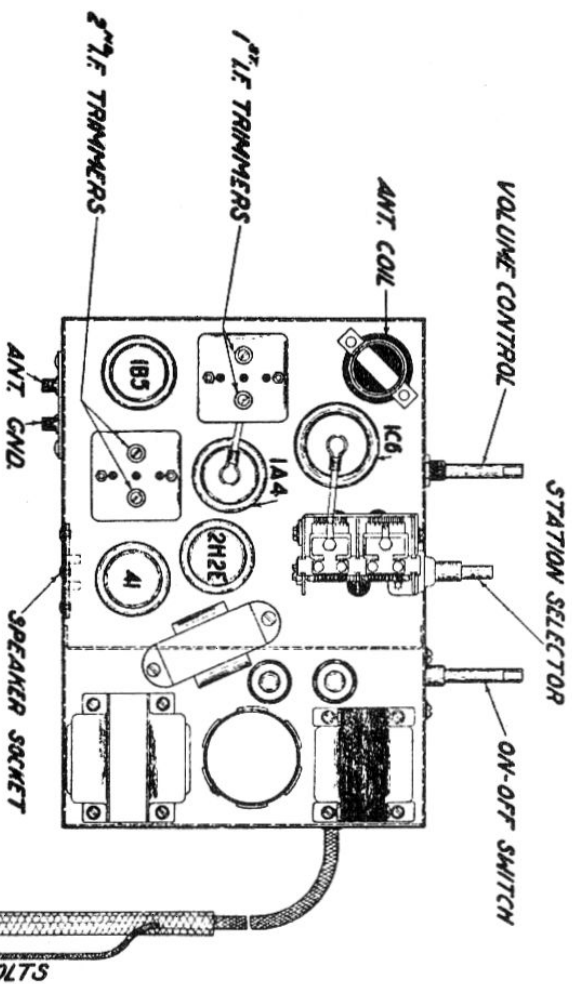 VOLUME CONTROL
STATION SELECTOR
ON-OFF SWITCH
ANT. COIL
1ST. I.F. TRIMMERS
2ND I.F. TRIMMERS
1C6
1A4
1B5
2H2E
41
ANT. GND.
SPEAKER SOCKET
OLTS